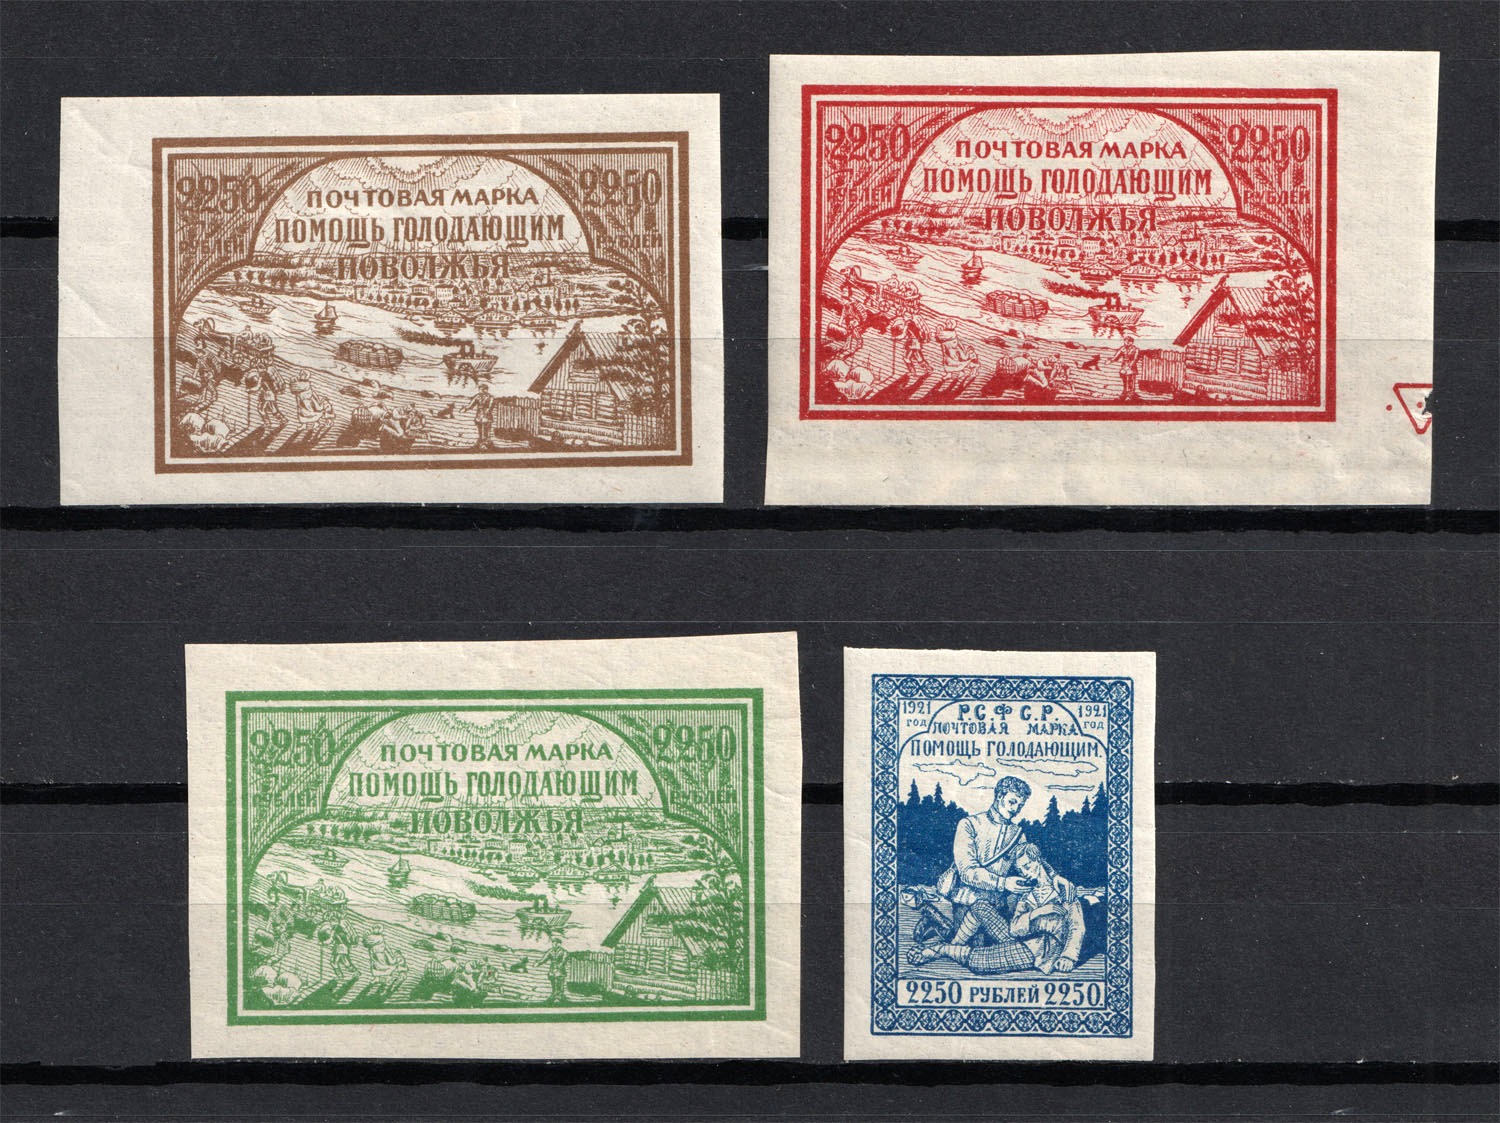 2250 2250
РУБЛЕЙ РУБЛЕЙ
ПОЧТОВАЯ МАРКА
ПОМОЩЬ ГОЛОДАЮЩИМ
ПОВОЛЖЬЯ
2250 2250
РУБЛЕЙ РУБЛЕЙ
ПОЧТОВАЯ МАРКА
ПОМОЩЬ ГОЛОДАЮЩИМ
ПОВОЛЖЬЯ
2250 2250
РУБЛЕЙ РУБЛЕЙ
ПОЧТОВАЯ МАРКА
ПОМОЩЬ ГОЛОДАЮЩИМ
ПОВОЛЖЬЯ
1921 Р.С.Ф С.Р. 1921
ГОД ПОЧТОВАЯ МАРКА ГОД
ПОМОЩЬ ГОЛОДАЮЩИМ
2250 РУБЛЕЙ 2250.